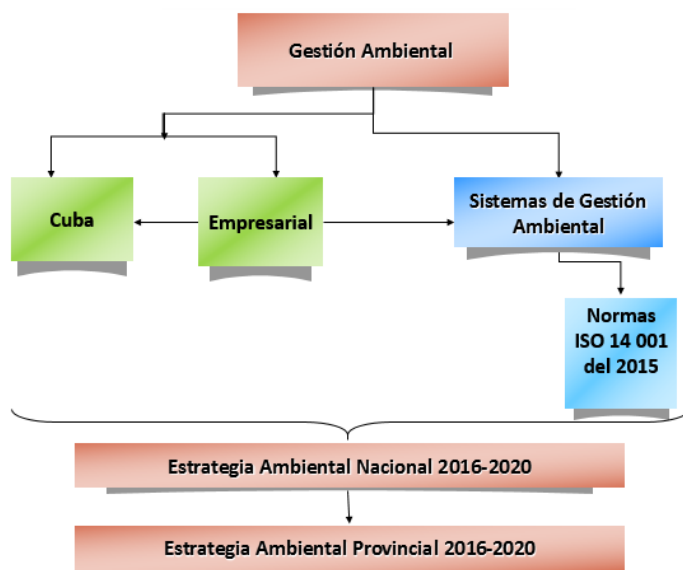 Gestión Ambiental
Cuba
Empresarial
Sistemas de Gestión
Ambiental
Normas
ISO 14 001
del 2015
Estrategia Ambiental Nacional 2016-2020
Estrategia Ambiental Provincial 2016-2020